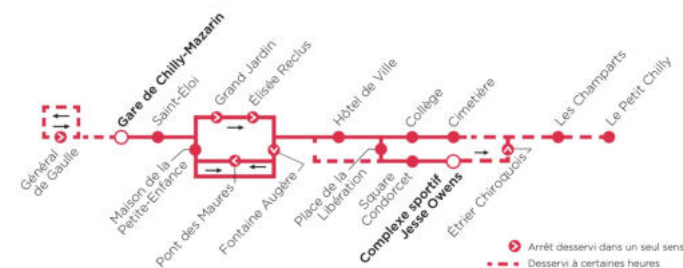 Général
de Gaulle
Gare de Chilly-Mazarin
Saint-Éloi
Maison de la
Petite-Enfance
Grand Jardin
Élisée Reclus
Pont des Maures
Fontaine Augère
Hôtel de Ville
Place de la
Libération
Collège
Square
Condorcet
Cimetière
Complexe sportif
Jesse Owens
Étrier Chiroquois
Les Champarts
Le Petit Chilly
Arrêt desservi dans un seul sens
Desservi à certaines heures